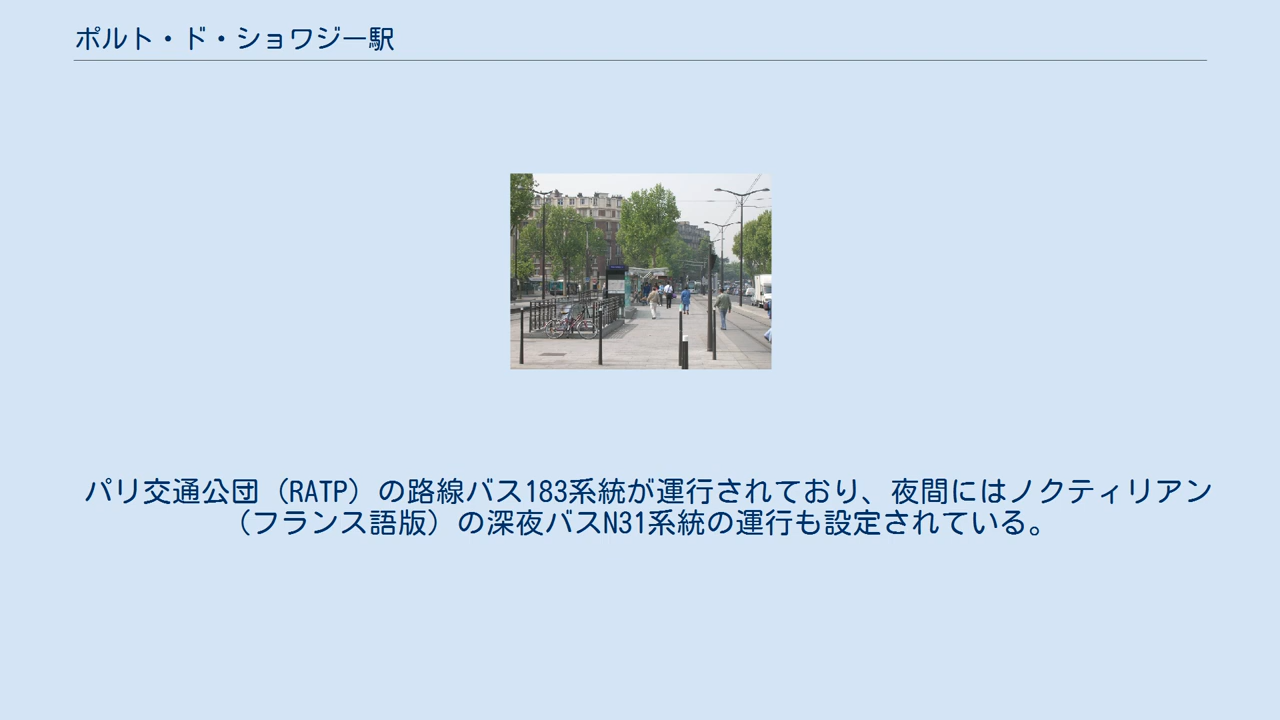 ポルト・ド・ショワジー駅
パリ交通公団（RATP）の路線バス183系統が運行されており、夜間にはノクティリアン
（フランス語版）の深夜バスN31系統の運行も設定されている。